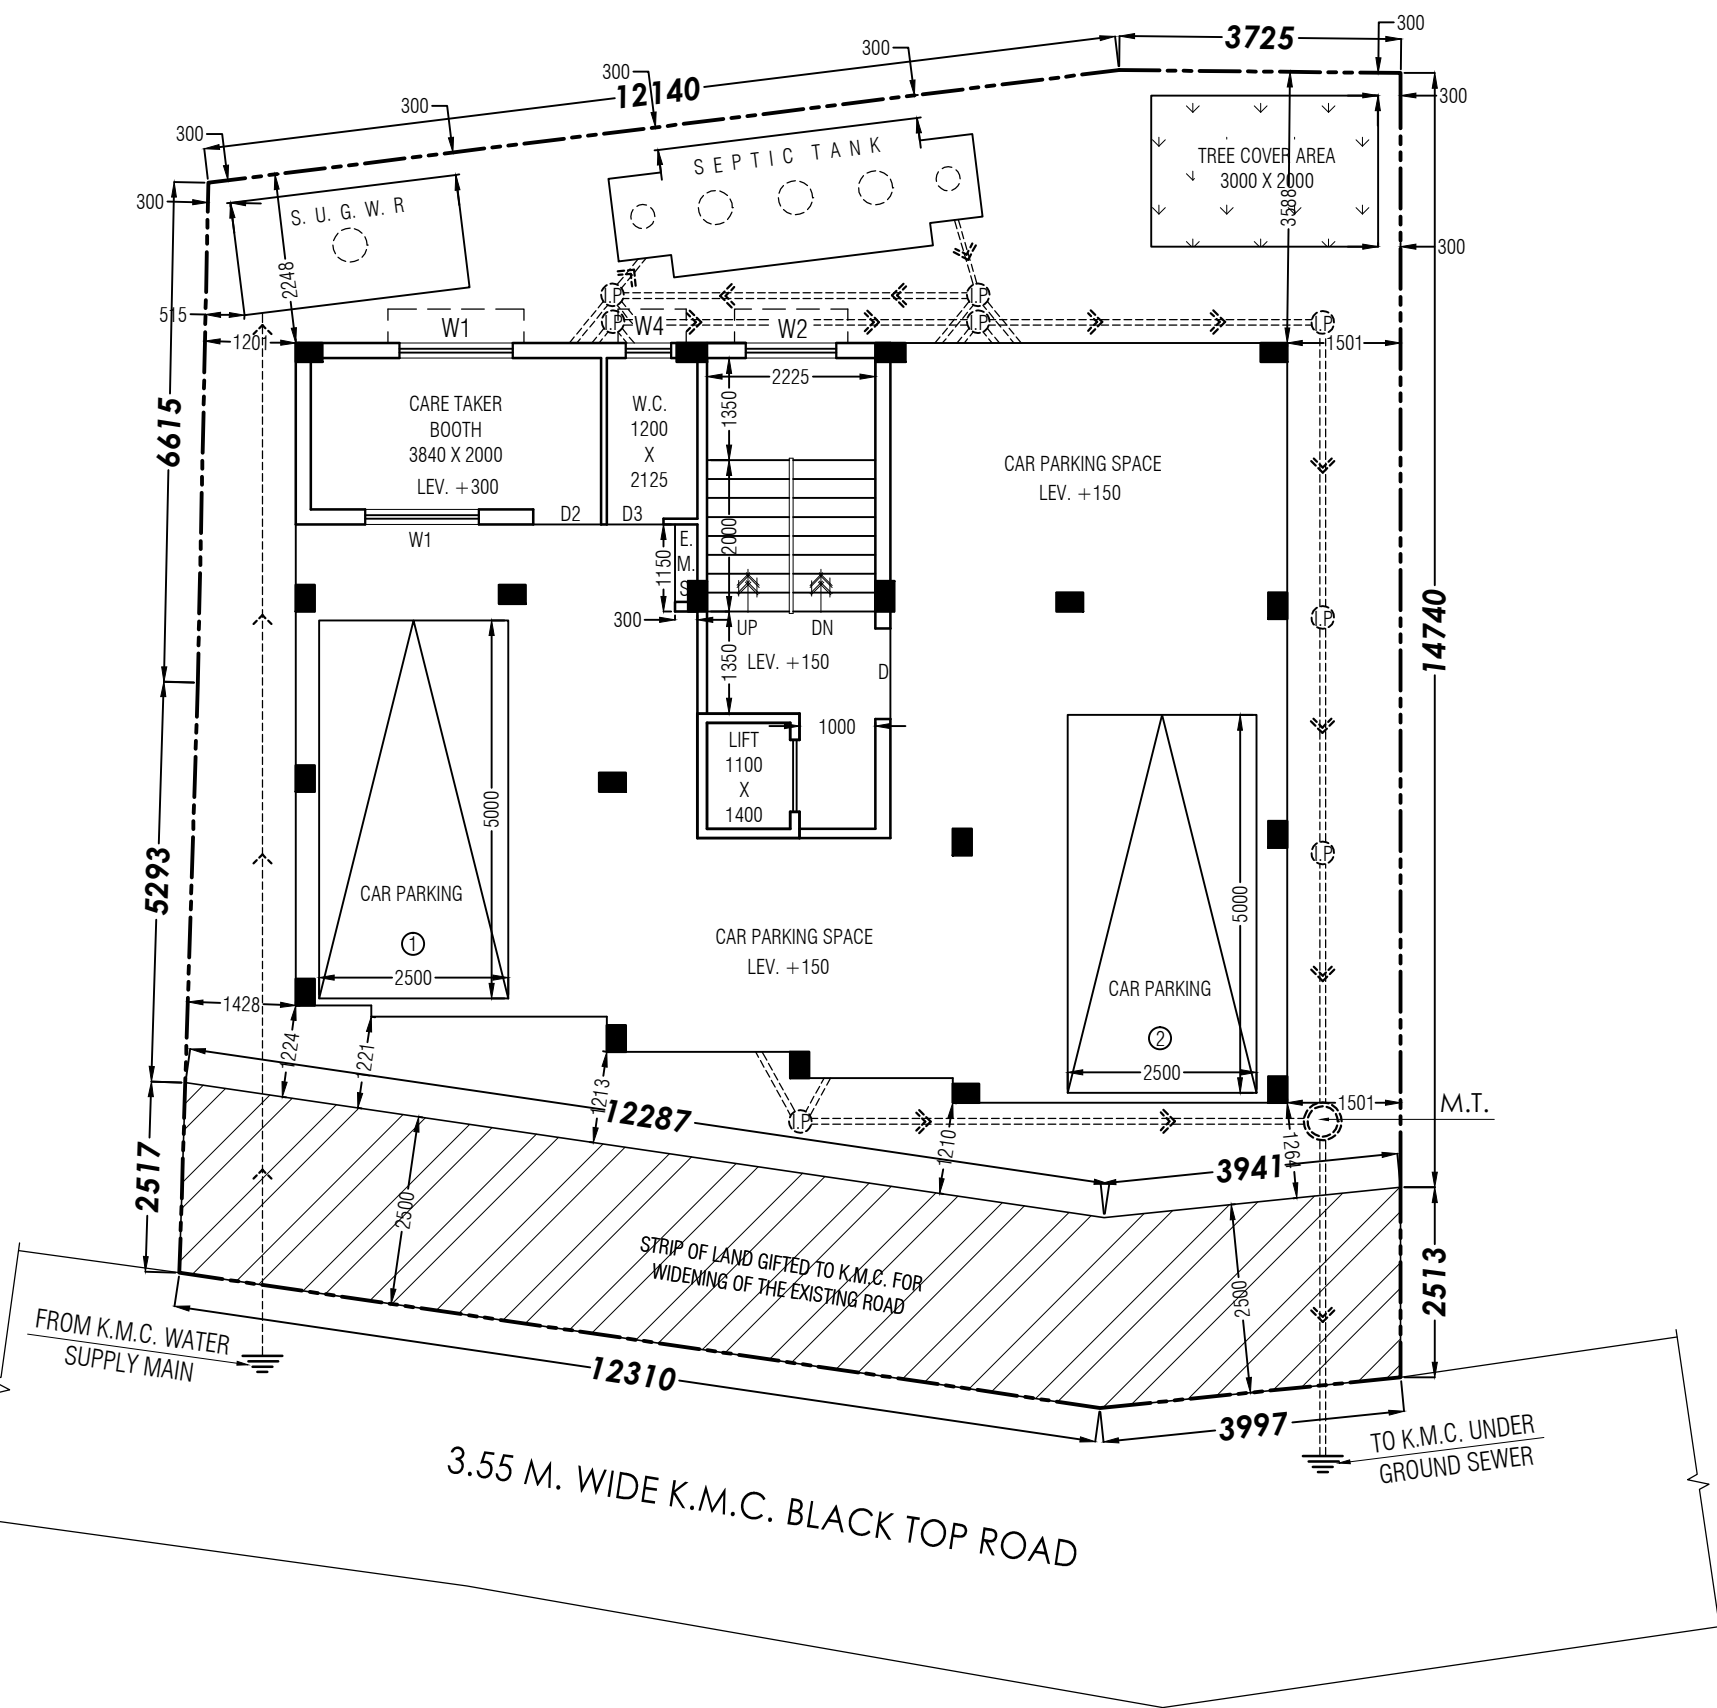 300
3725
300
12140
300
300
300
300
300
TREE COVER AREA
3000 X 2000
3588
300
SEPTIC TANK
S. U. G. W. R
300
2248
515
1201
I.P
I.P
I.P
I.P
I.P
1501
W1
W4
W2
2225
1350
CARE TAKER
BOOTH
3840 X 2000
LEV. +300
W.C.
1200
X
2125
CAR PARKING SPACE
LEV. +150
6615
D2
D3
W1
1150
E.
M.
S
2000
300
UP
DN
LEV. +150
1350
D
I.P
14740
LIFT
1100
X
1400
1000
5000
5293
I.P
CAR PARKING
1
2500
5000
CAR PARKING SPACE
LEV. +150
CAR PARKING
2
2500
1428
1224
1221
1213
12287
I.P
1210
1501
M.T.
1264
3941
2517
2500
STRIP OF LAND GIFTED TO K.M.C. FOR
WIDENING OF THE EXISTING ROAD
2500
2513
FROM K.M.C. WATER
SUPPLY MAIN
12310
3997
TO K.M.C. UNDER
GROUND SEWER
3.55 M. WIDE K.M.C. BLACK TOP ROAD